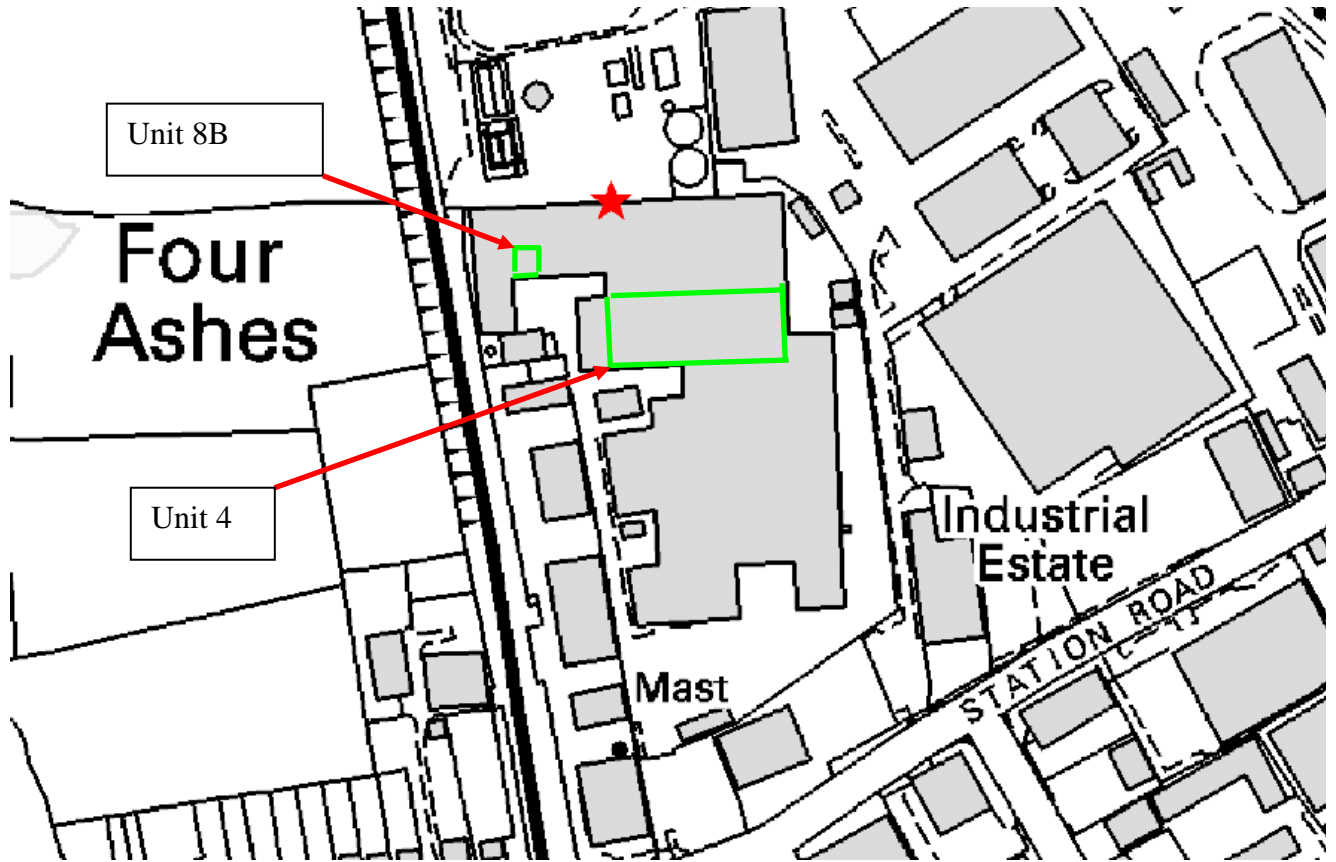 Unit 8B
Four
Ashes
Unit 4
Industrial
Estate
STATION ROAD
Mast